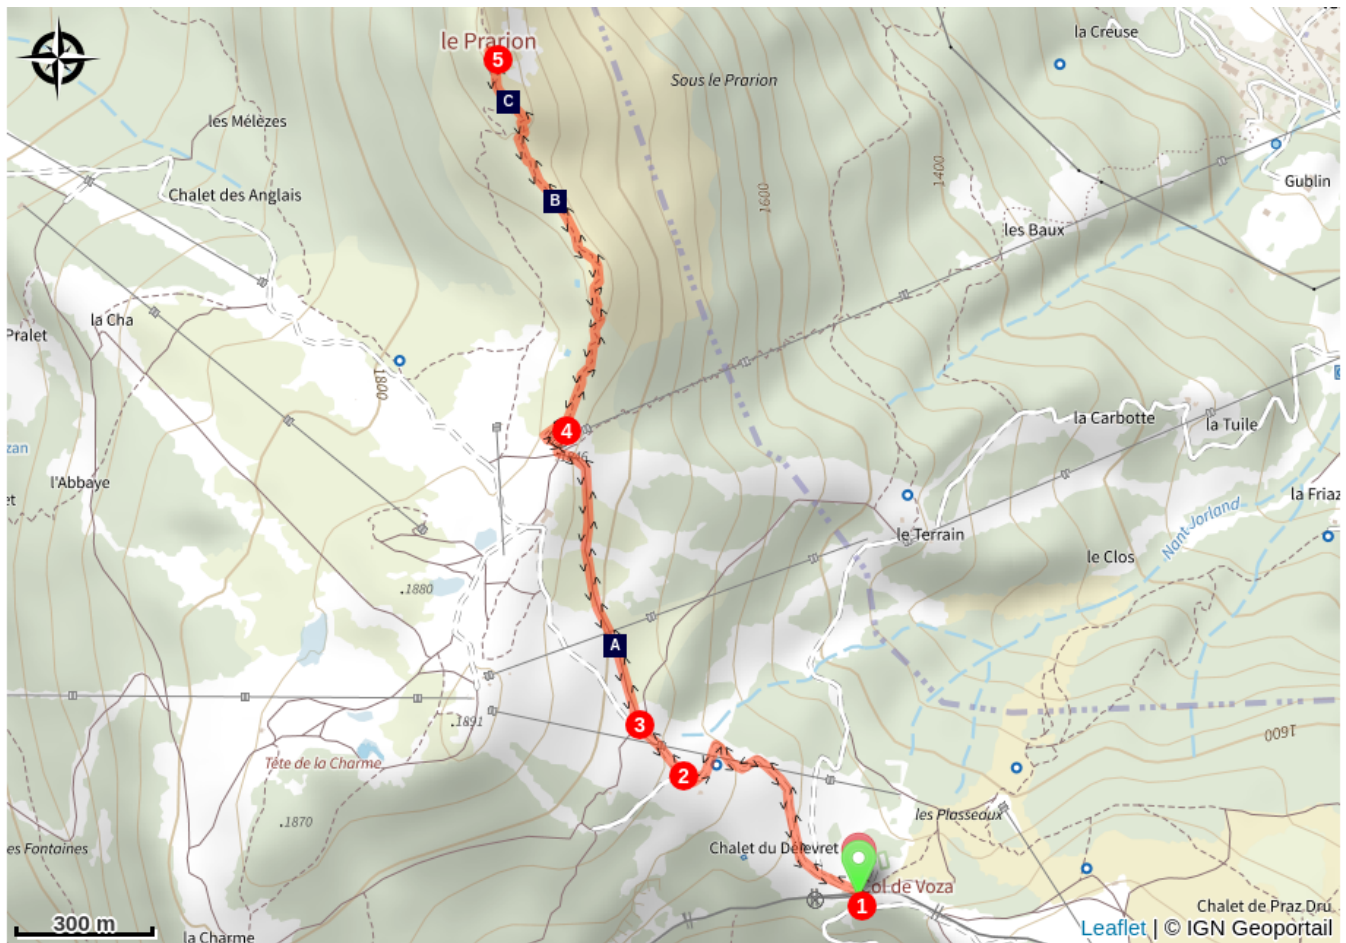 la Creuse
le Prarion
5
Sous le Prarion
C
les Mélèzes
1400
Gublin
Chalet des Anglais
1600
B
les Baux
la Cha
Pralet
1800
la Carbotte
la Tuile
4
zan
l'Abbaye
et
la Friaz
Nant Jorland
le Terrain
le Clos
.1880
A
.1891
3
1600
Tête de la Charme
2
.1870
les Plasseaux
es Fontaines
Chalet du Délevret
Col de Voza
1
Chalet de Praz Dru
300 m
la Charme
Leaflet | © IGN Geoportail